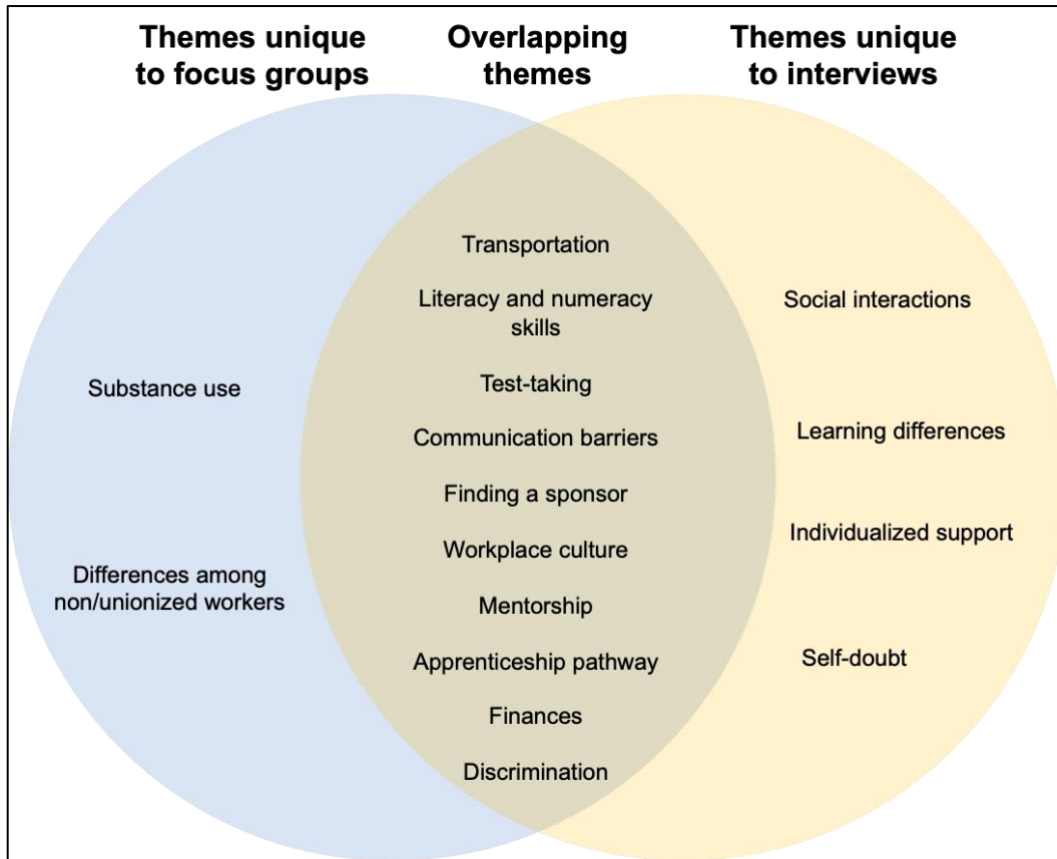 Themes unique
to focus groups
Overlapping
themes
Themes unique
to interviews
Substance use
Differences among
non/unionized workers
Transportation
Literacy and numeracy
skills
Test-taking
Communication barriers
Finding a sponsor
Workplace culture
Mentorship
Apprenticeship pathway
Finances
Discrimination
Social interactions
Learning differences
Individualized support
Self-doubt